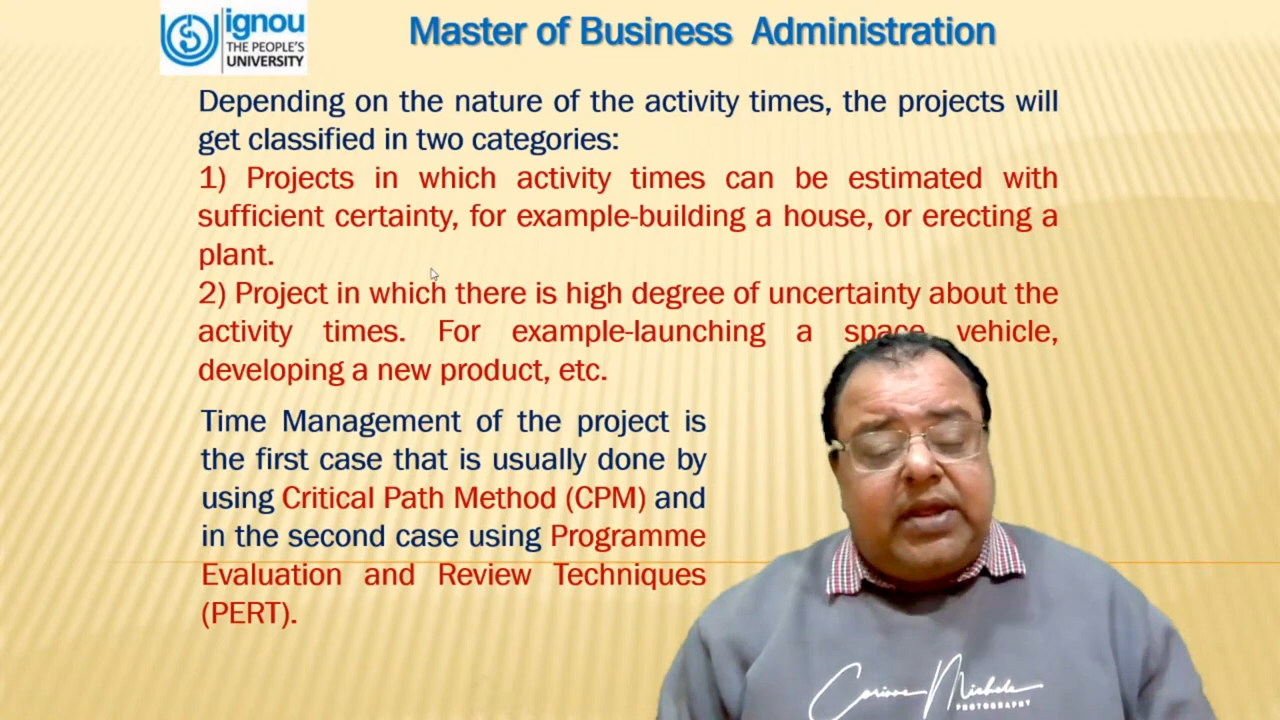 ignou
THE PEOPLE'S
UNIVERSITY
Master of Business Administration
Depending on the nature of the activity times, the projects will
get classified in two categories:
1) Projects in which activity times can be estimated with
sufficient certainty, for example-building a house, or erecting a
plant.
2) Project in which there is high degree of uncertainty about the
activity times. For example-launching a space vehicle,
developing a new product, etc.
Time Management of the project is
the first case that is usually done by
using Critical Path Method (CPM) and
in the second case using Programme
Evaluation and Review Techniques
(PERT).
PHOTOGRAPHY